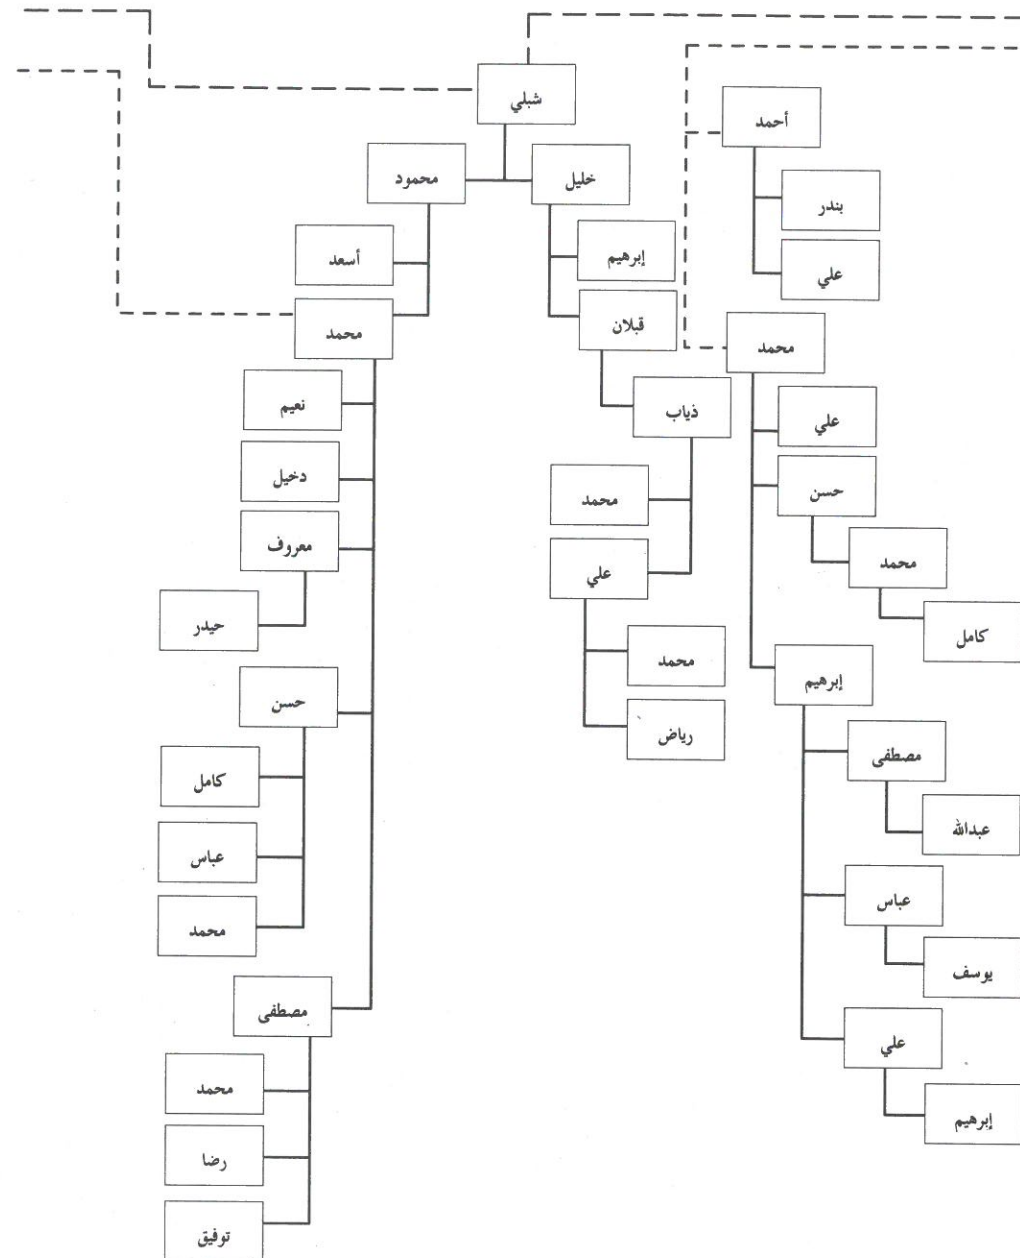 شبلي
أحمد
خليل
محمود
بندر
إبرهيم
أسعد
علي
قبلان
محمد
محمد
ذياب
نعيم
علي
دخيل
حسن
محمد
معروف
محمد
علي
حيدر
كامل
محمد
إبرهيم
حسن
رياض
مصطفى
كامل
عبدالله
عباس
عباس
محمد
يوسف
مصطفى
علي
محمد
إبرهيم
رضا
توفيق